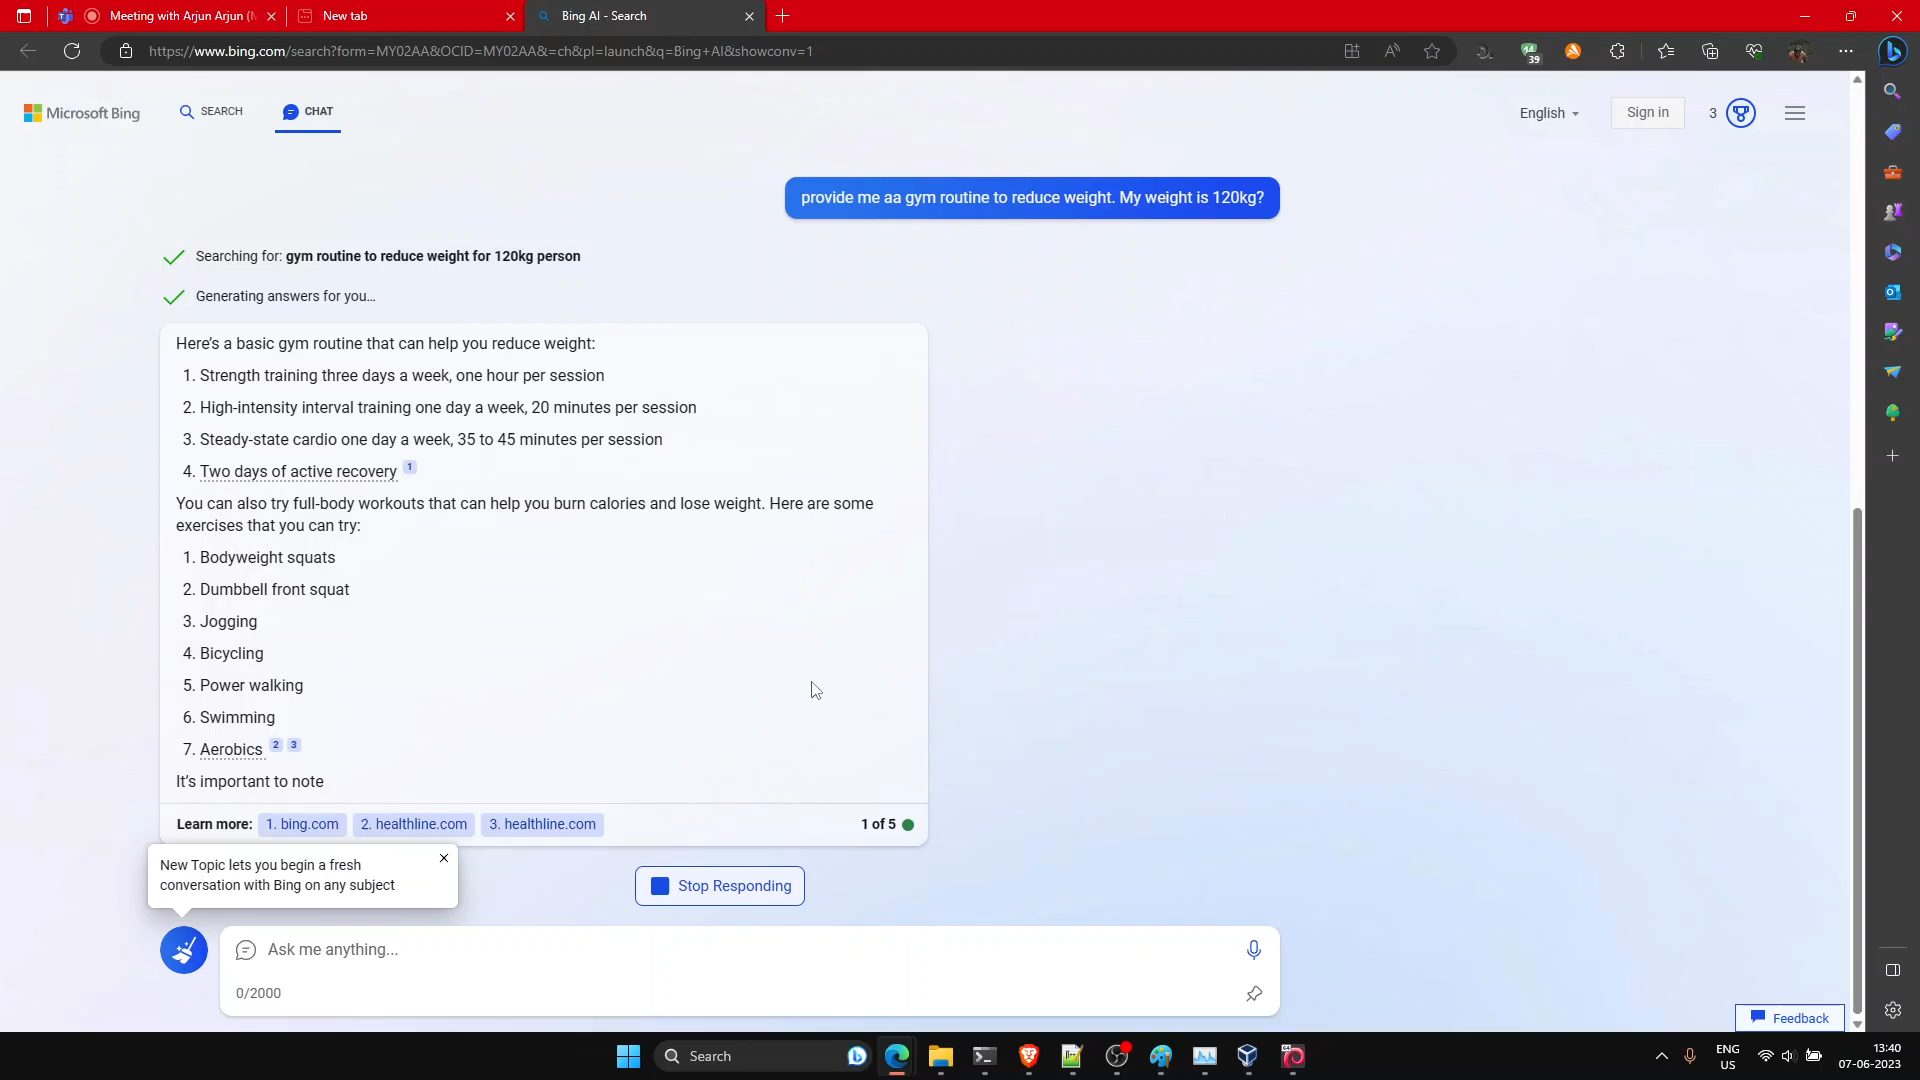 Meeting with Arjun Arjun (
New tab
Bing AI - Search
https://www.bing.com/search?form=MY02AA&OCID=MY02AA&=ch&pl=launch&q=Bing+AI&showconv=1
39
Microsoft Bing
SEARCH
CHAT
English
Sign in
3
provide me aa gym routine to reduce weight. My weight is 120kg?
Searching for: gym routine to reduce weight for 120kg person
Generating answers for you...
Here's a basic gym routine that can help you reduce weight:
1. Strength training three days a week, one hour per session
2. High-intensity interval training one day a week, 20 minutes per session
3. Steady-state cardio one day a week, 35 to 45 minutes per session
4. Two days of active recovery 1
You can also try full-body workouts that can help you burn calories and lose weight. Here are some
exercises that you can try:
1. Bodyweight squats
2. Dumbbell front squat
3. Jogging
4. Bicycling
5. Power walking
6. Swimming
7. Aerobics 2 3
It's important to note
Learn more: 1. bing.com 2. healthline.com 3. healthline.com
1 of 5
New Topic lets you begin a fresh
conversation with Bing on any subject
Stop Responding
Ask me anything...
0/2000
Feedback
Search
ENG
US
13:40
07-06-2023